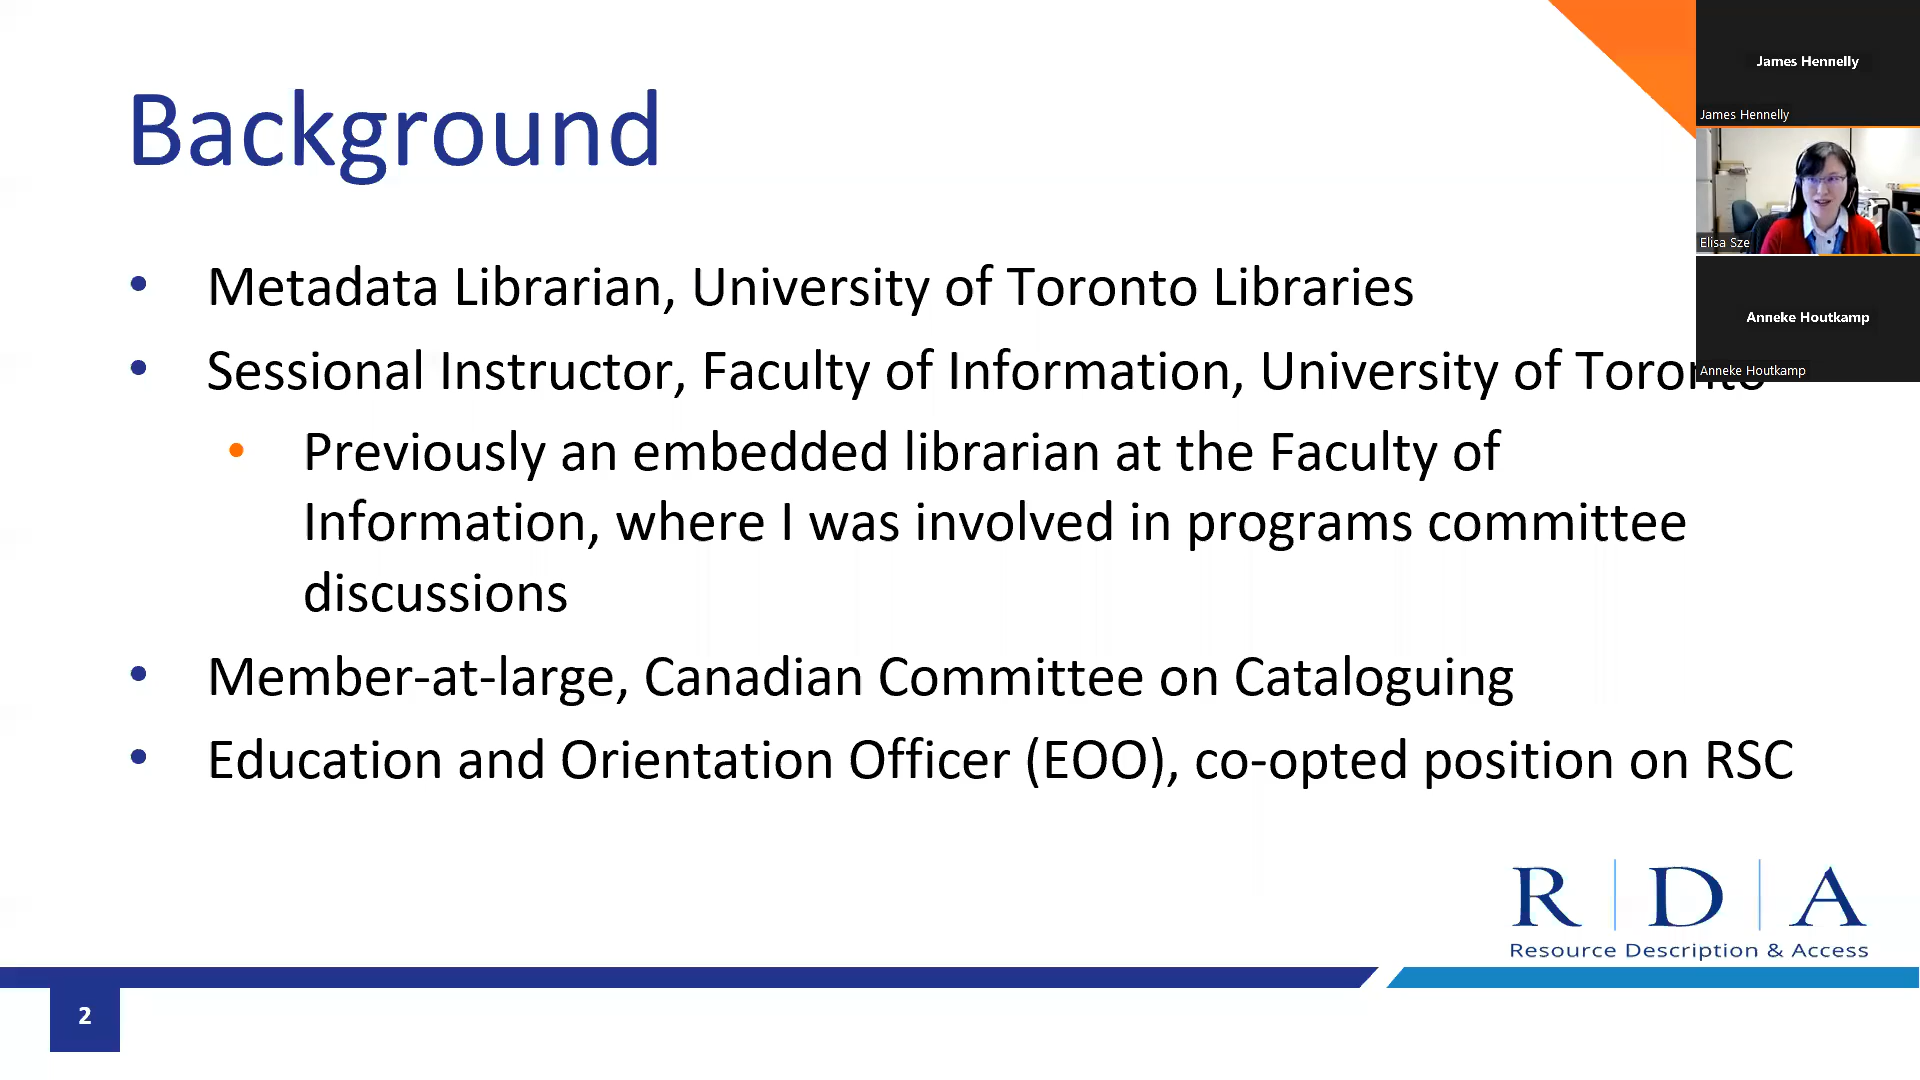 Background
• Metadata Librarian, University of Toronto Libraries
• Sessional Instructor, Faculty of Information, University of Toronto
• Previously an embedded librarian at the Faculty of
Information, where I was involved in programs committee
discussions
• Member-at-large, Canadian Committee on Cataloguing
• Education and Orientation Officer (EOO), co-opted position on RSC
James Hennelly
James Hennelly
Elisa Sze
Anneke Houtkamp
Anneke Houtkamp
R|D|A
Resource Description & Access
2